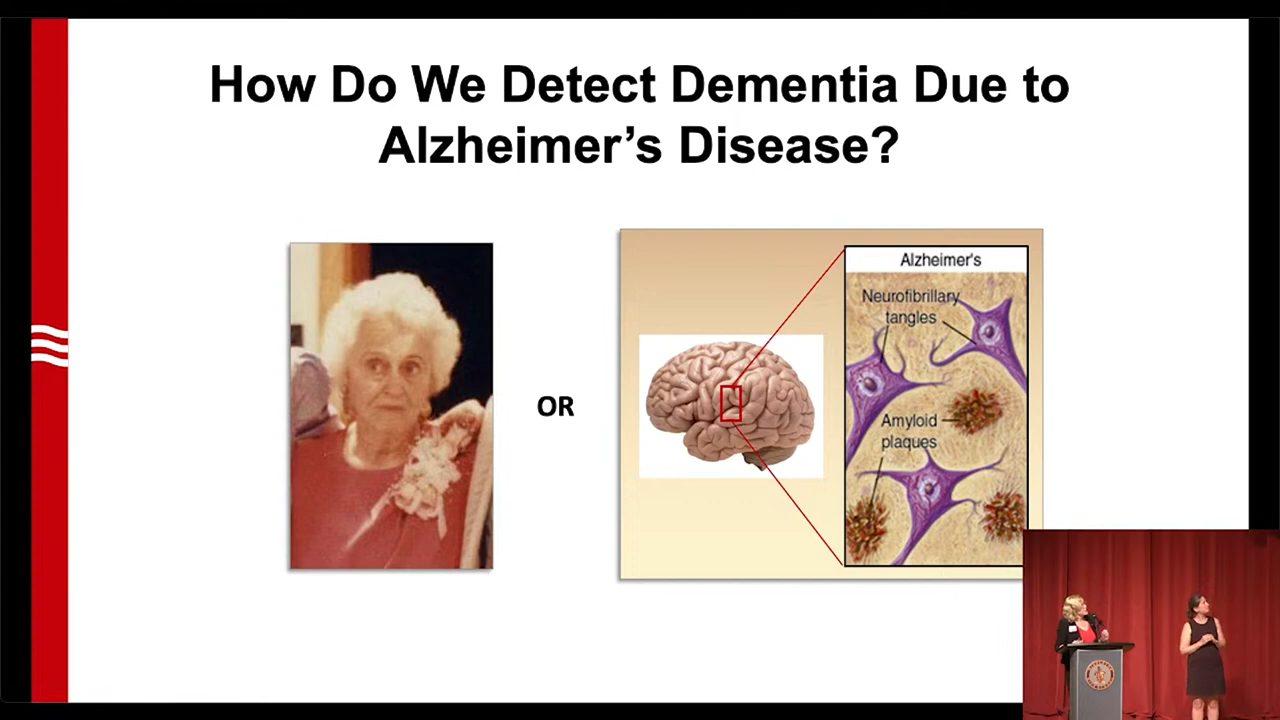 How Do We Detect Dementia Due to
Alzheimer’s Disease?
OR
Alzheimer's
Neurofibrillary
tangles
Amyloid
plaques